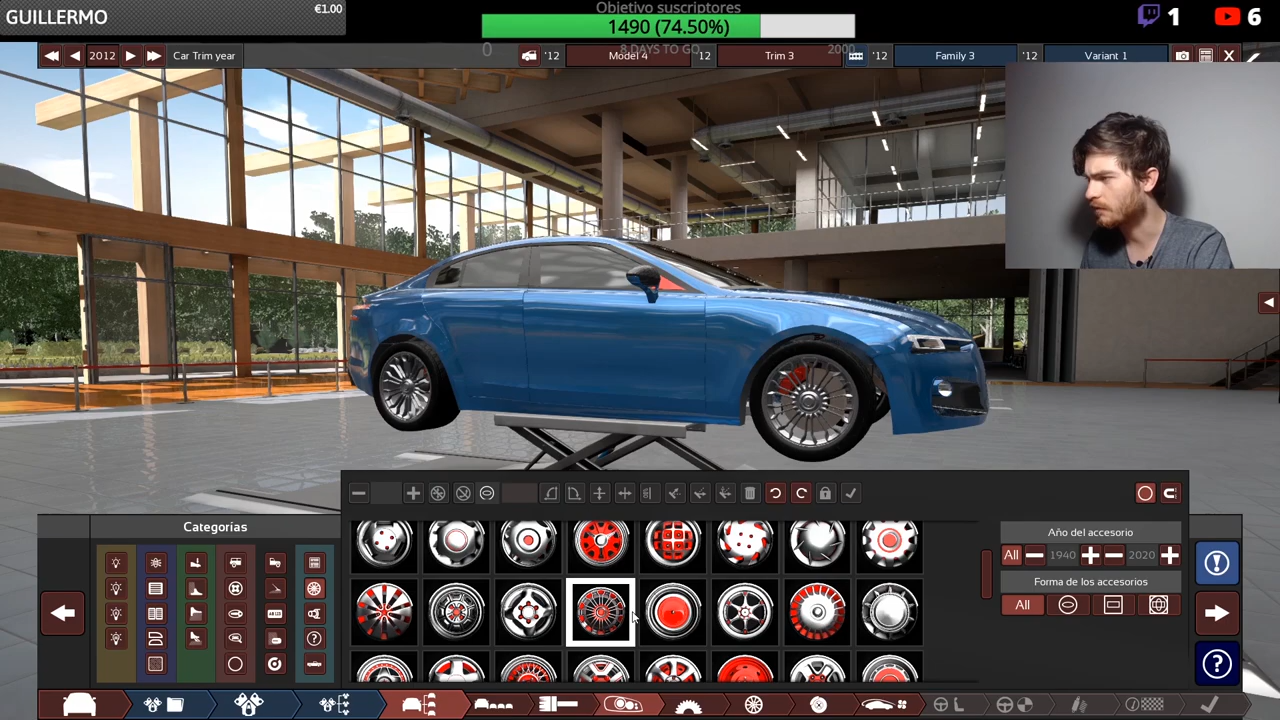 GUILLERMO
€1.00
Objetivo suscriptores
1490 (74.50%)
0
8 DAYS TO GO
2000
1
6
2012
Car Trim year
'12
Model 4
'12
Trim 3
'12
Family 3
'12
Variant 1
Categorías
Año del accesorio
All
1940
2020
Forma de los accesorios
All